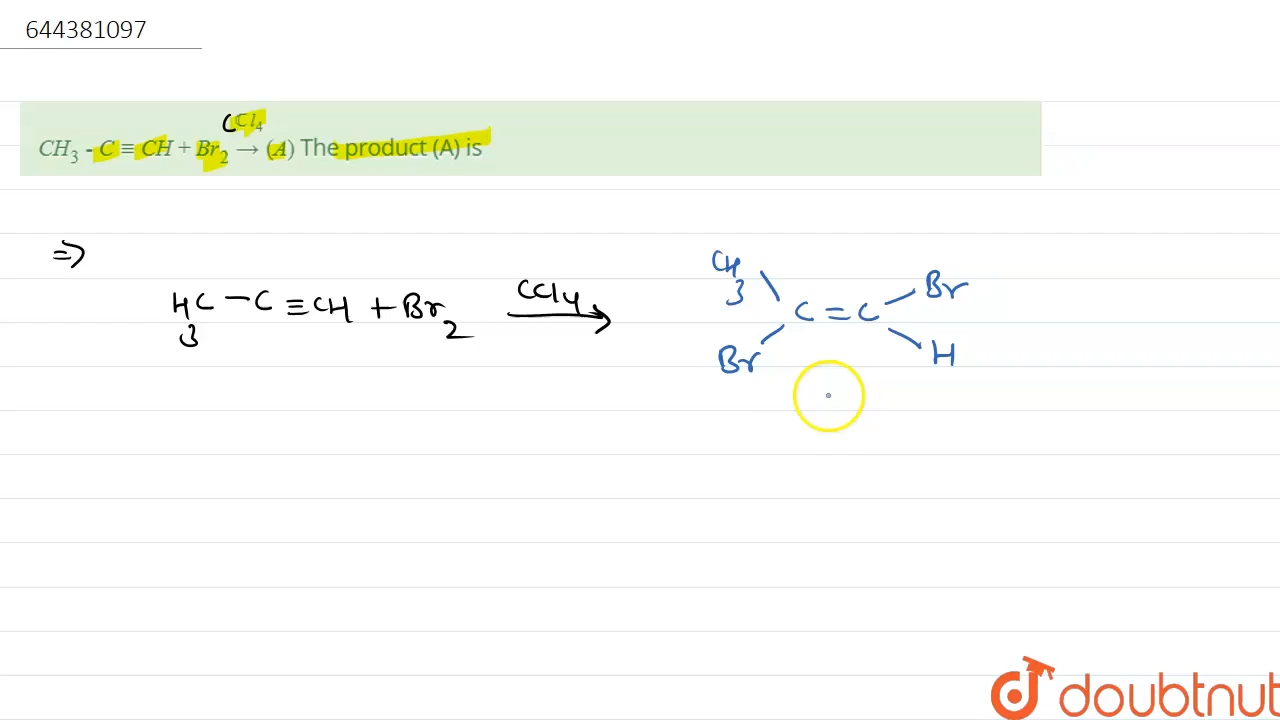 644381097
CCl₄
CH₃ - C ≡ CH + Br₂ → (A) The product (A) is
⇒
H₃C – C ≡ CH + Br₂ CCl₄ →
CH₃ Br
C = C
Br H
doubtnut